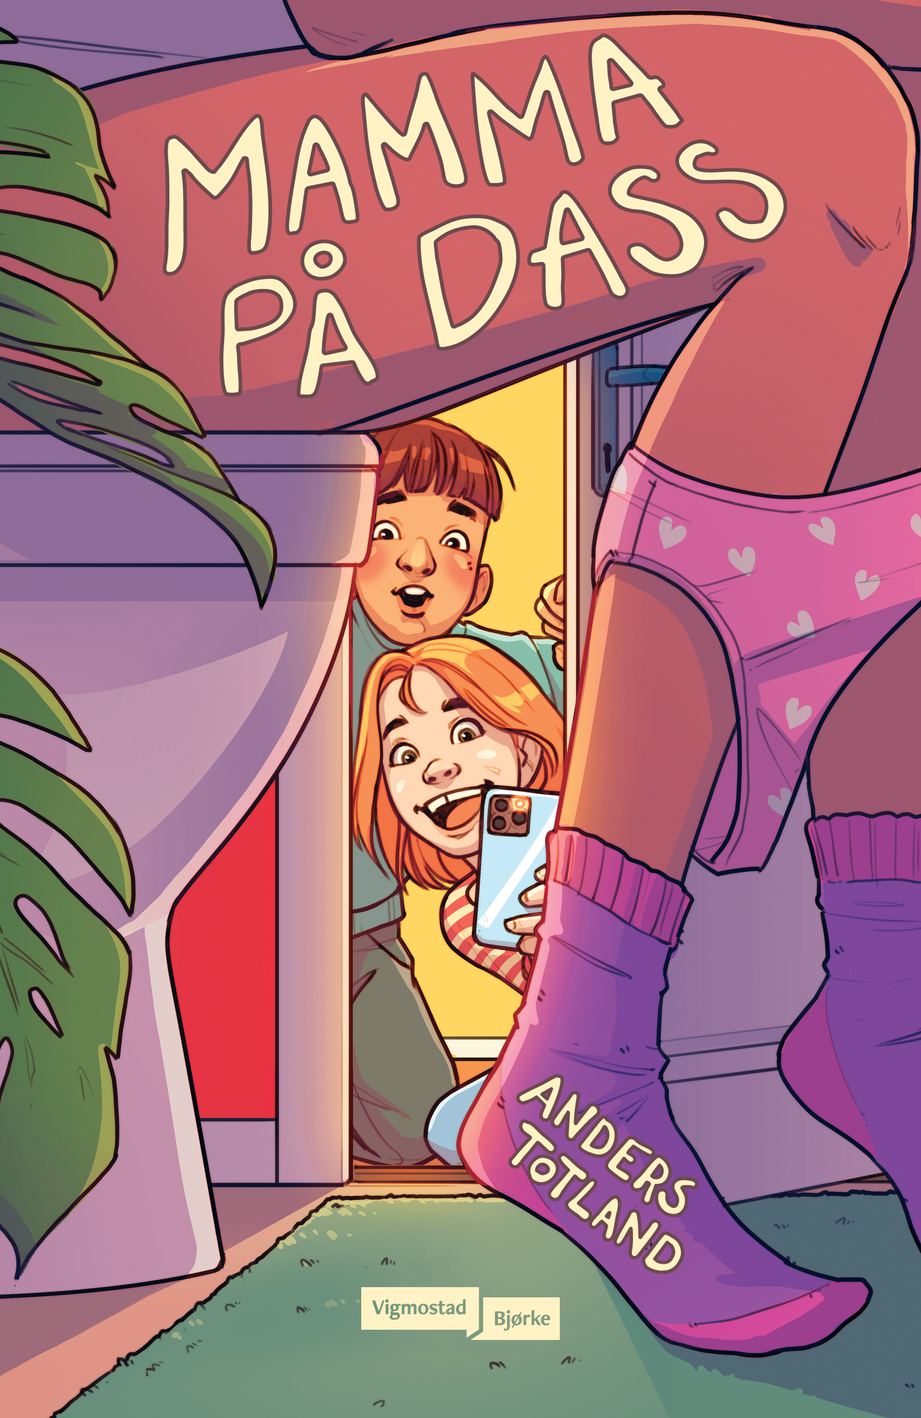 MAMMA
PÅ DASS
ANDERS
TOTLAND
Vigmostad
Bjørke